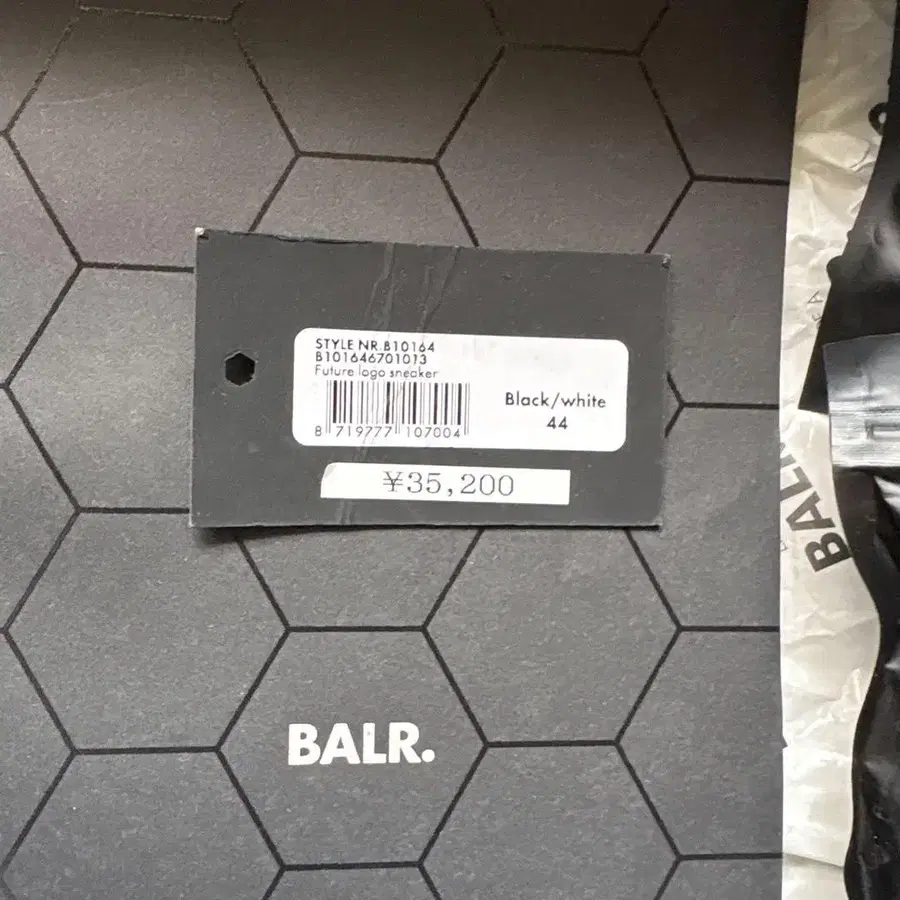 STYLE NR.B10164
B101646701013
Future logo sneaker
Black/white
44
8 719777 107004
¥35,200
BALR.
BALR